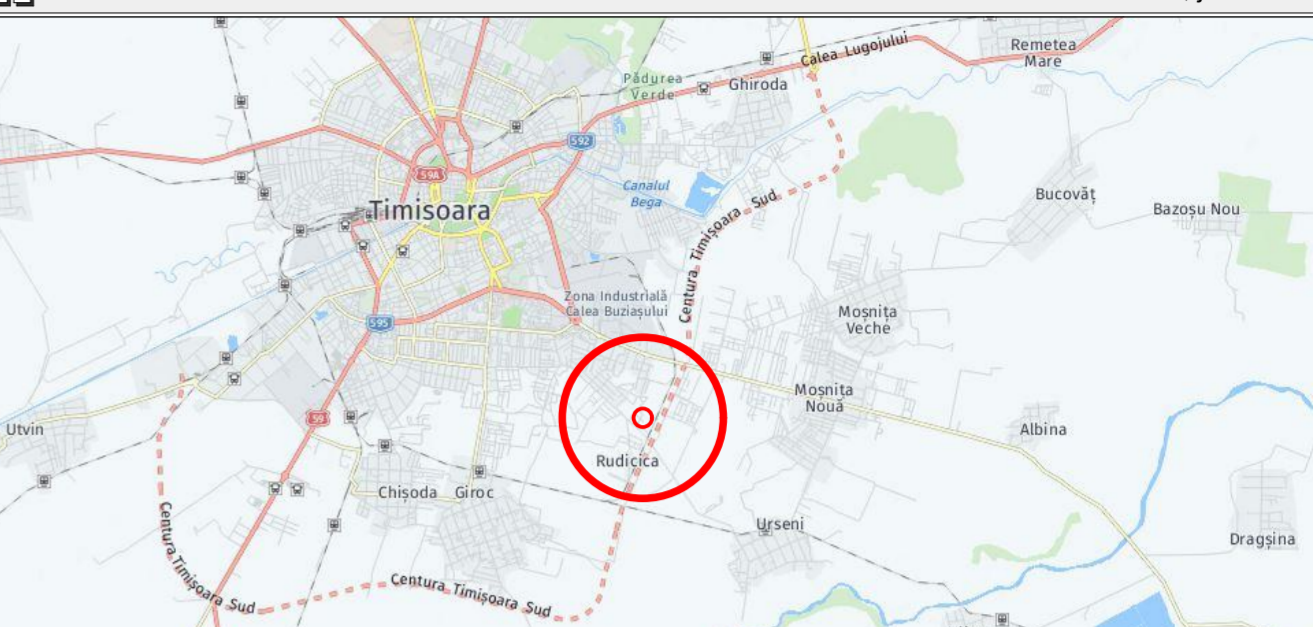 Calea Lugojului
Remetea
Mare
Pădurea
Verde
Ghiroda
592
59A
Canalul
Bega
Bucovăț
Bazoșu Nou
Timisoara
Centura Timișoara Sud
Zona Industrială
Calea Buziașului
Moșnița
Veche
595
Moșnița
Nouă
59
Utvin
Albina
Rudicica
Chișoda
Giroc
Urseni
Dragșina
Centura Timișoara Sud
Centura Timișoara Sud